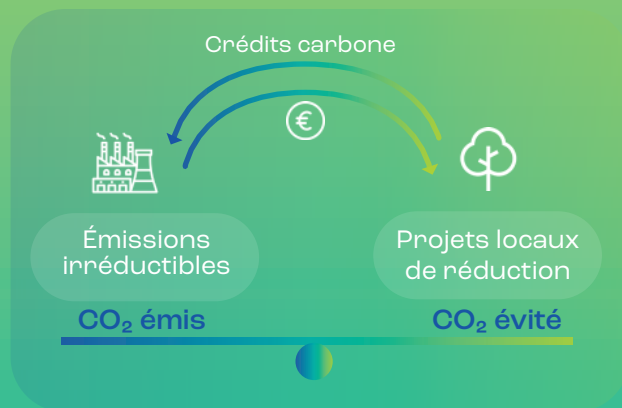 Crédits carbone
€
Émissions
irréductibles
Projets locaux
de réduction
CO₂ émis
CO₂ évité